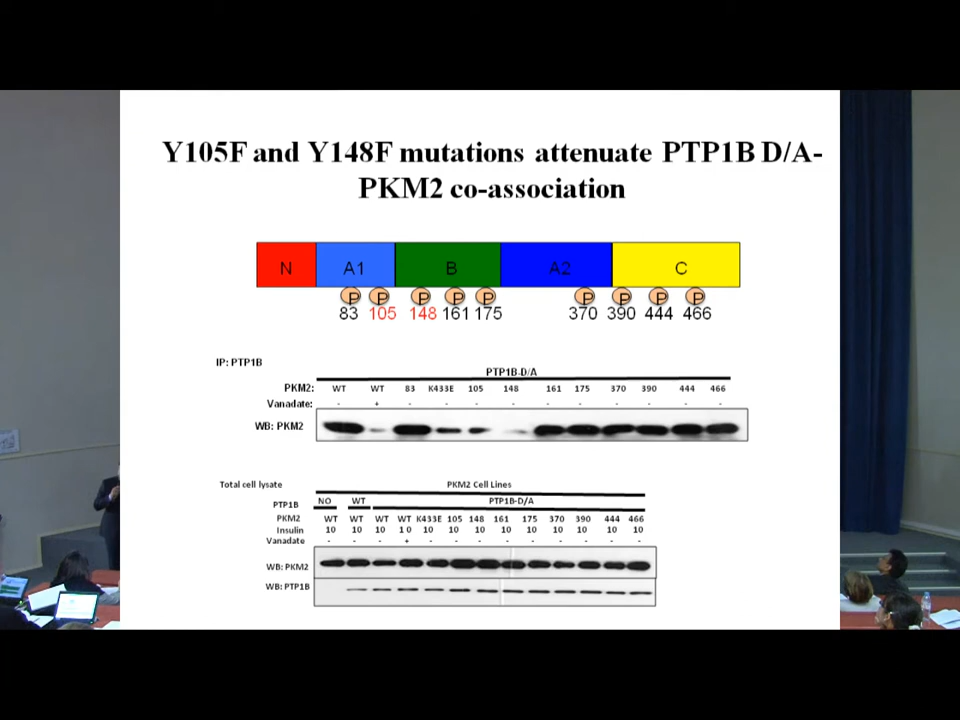 Y105F and Y148F mutations attenuate PTP1B D/A-
PKM2 co-association
N A1 B A2 C
P P P P P P P P P
83 105 148 161 175 370 390 444 466
IP: PTP1B
PTP1B-D/A
PKM2: WT WT 83 K433E 105 148 161 175 370 390 444 466
Vanadate: - + - - - - - - - - - -
WB: PKM2
Total cell lysate PKM2 Cell Lines
PTP1B NO WT PTP1B-D/A
PKM2 WT WT WT WT K433E 105 148 161 175 370 390 444 466
Insulin 10 10 10 1 0 10 10 10 10 10 10 10 10 10
Vanadate - - - + - - - - - - - - -
WB: PKM2
WB: PTP1B